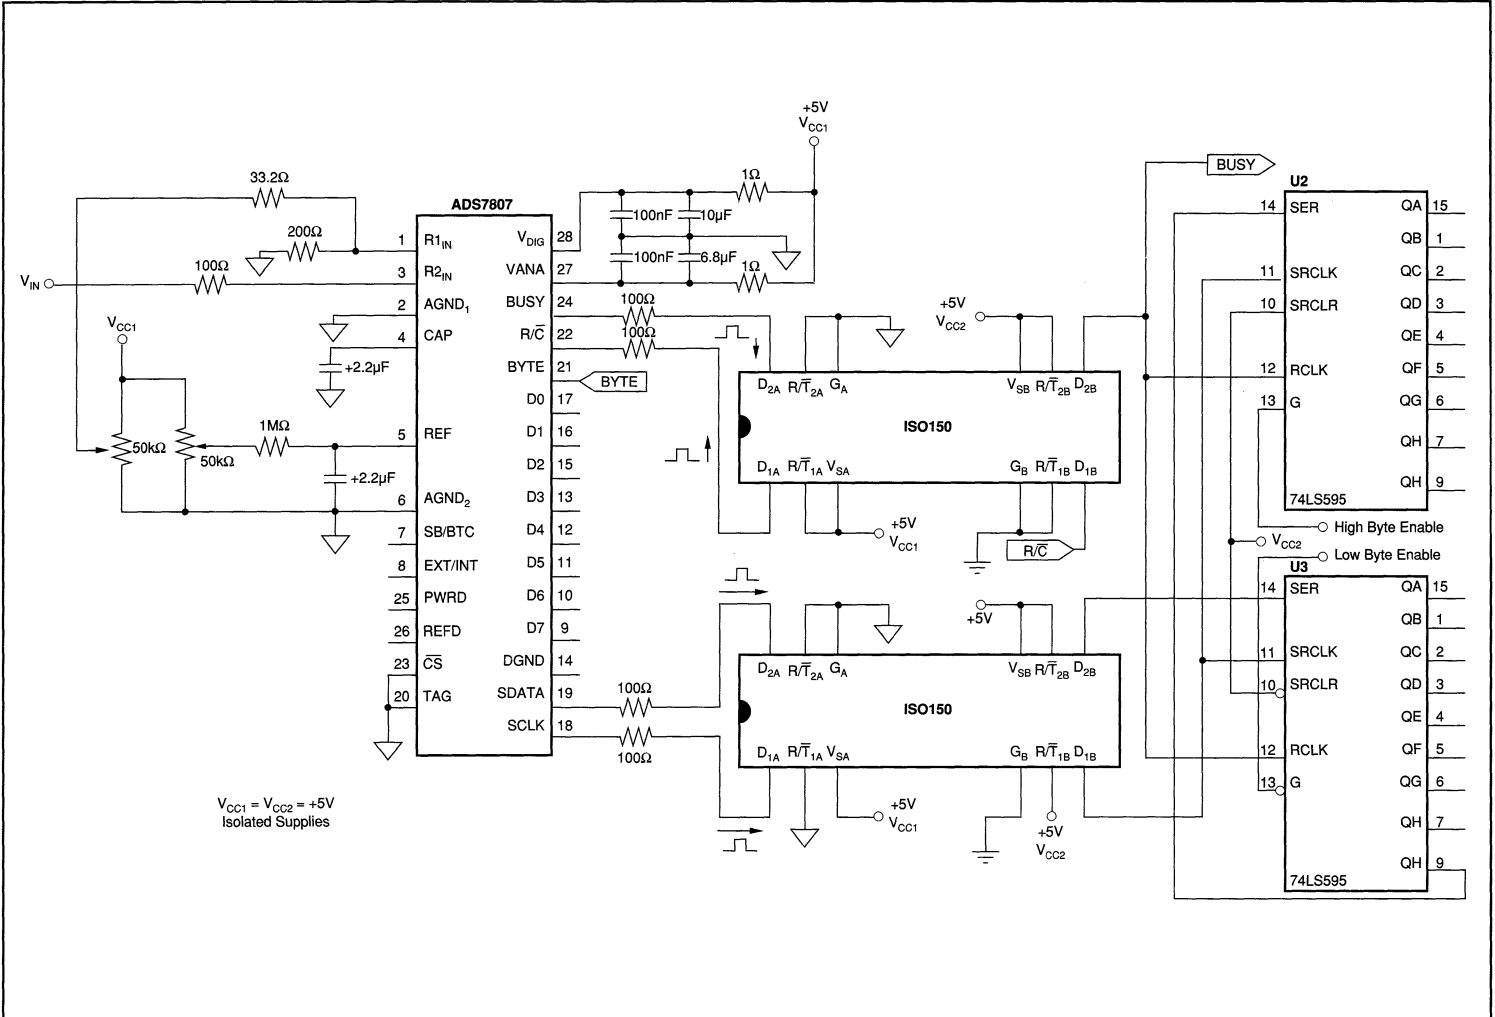 +5V
VCC1
33.2Ω
200Ω
100Ω
VIN
VCC1
+2.2µF
50kΩ
50kΩ
1MΩ
+2.2µF
ADS7807
1 R1IN
3 R2IN
2 AGND1
4 CAP
5 REF
6 AGND2
7 SB/BTC
8 EXT/INT
25 PWRD
26 REFD
23 C̅S̅
20 TAG
VDIG 28
VANA 27
BUSY 24
R/C̅ 22
BYTE 21
D0 17
D1 16
D2 15
D3 13
D4 12
D5 11
D6 10
D7 9
DGND 14
SDATA 19
SCLK 18
1Ω
100nF
10µF
100nF
6.8µF
1Ω
100Ω
100Ω
BYTE
+5V
VCC2
D2A R/T̅2A GA
VSB R/T̅2B D2B
ISO150
D1A R/T̅1A VSA
GB R/T̅1B D1B
+5V
VCC1
R/C̅
100Ω
100Ω
+5V
D2A R/T̅2A GA
VSB R/T̅2B D2B
ISO150
D1A R/T̅1A VSA
GB R/T̅1B D1B
+5V
VCC1
+5V
VCC2
BUSY
U2
14 SER
11 SRCLK
10 SRCLR
12 RCLK
13 G
QA 15
QB 1
QC 2
QD 3
QE 4
QF 5
QG 6
QH 7
QH 9
74LS595
High Byte Enable
VCC2
Low Byte Enable
U3
14 SER
11 SRCLK
10 SRCLR
12 RCLK
13 G
QA 15
QB 1
QC 2
QD 3
QE 4
QF 5
QG 6
QH 7
QH 9
74LS595
VCC1 = VCC2 = +5V
Isolated Supplies